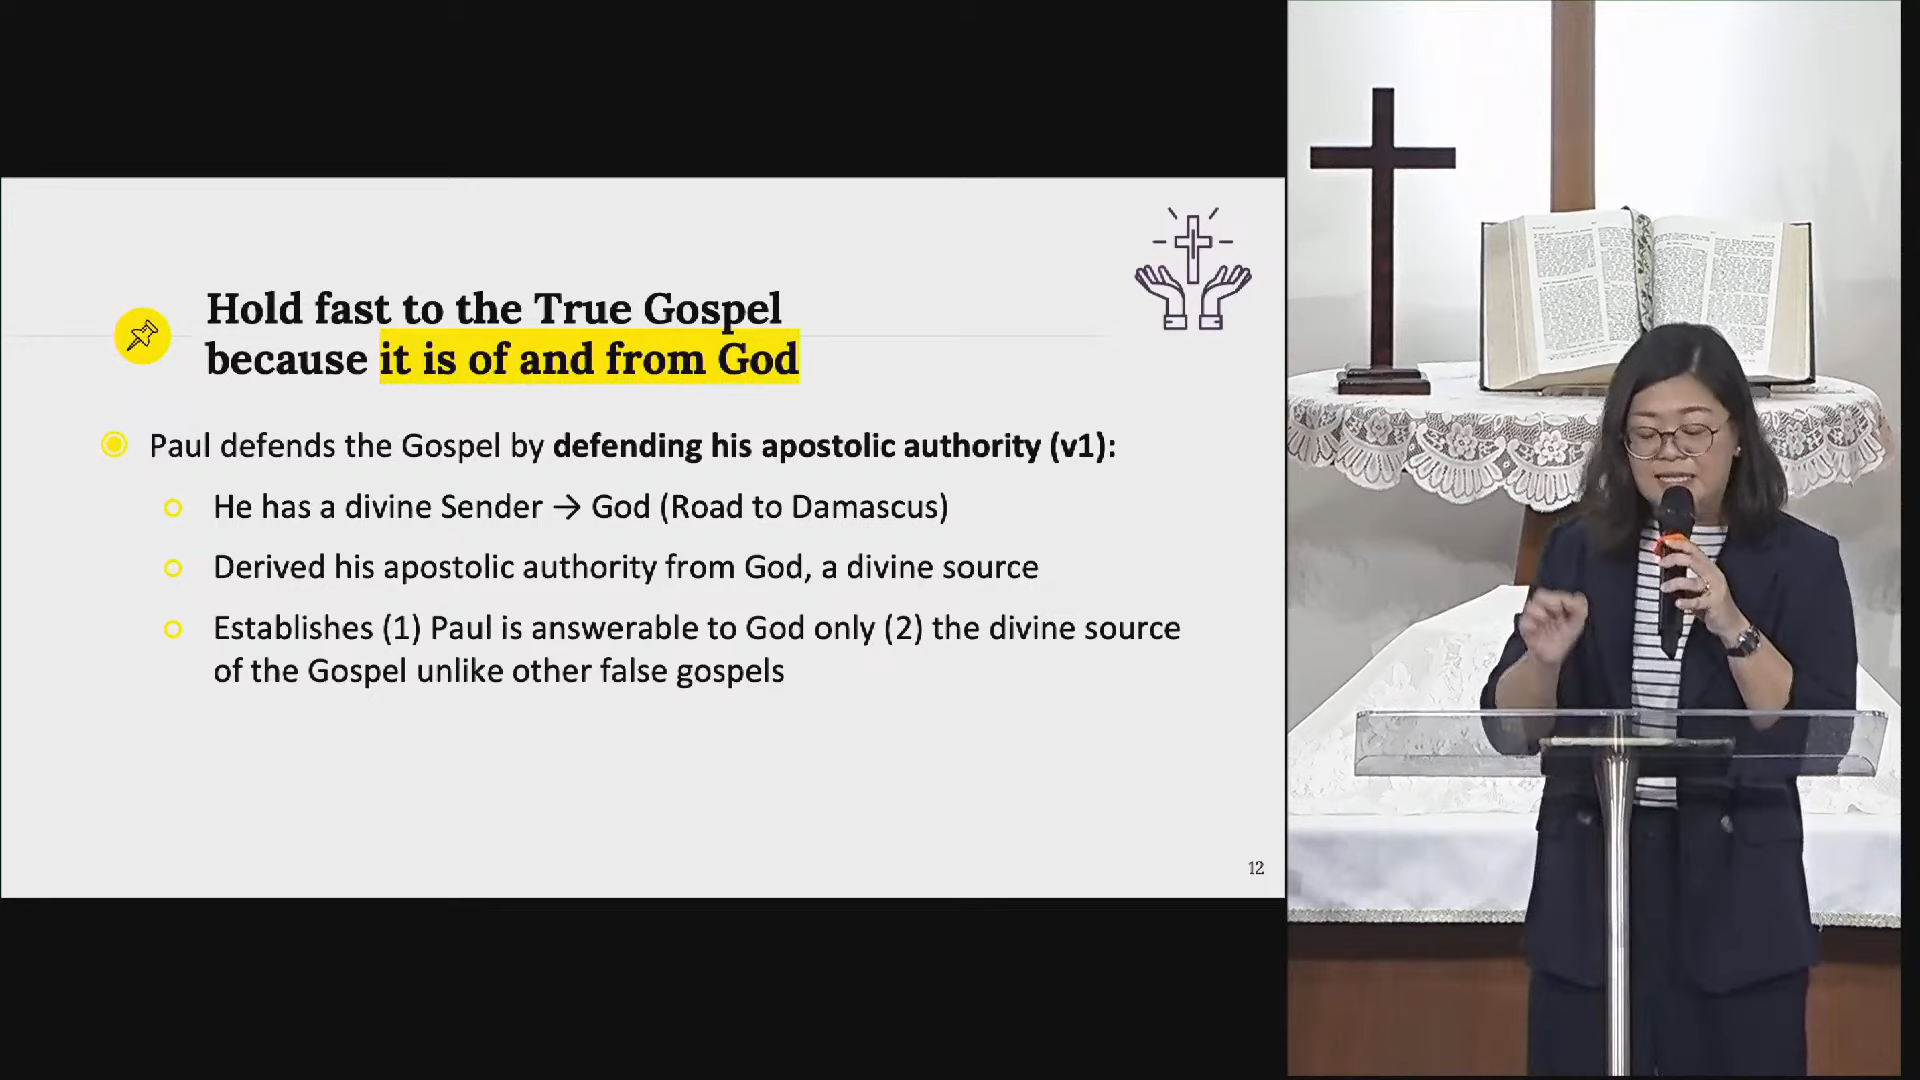 Hold fast to the True Gospel
because it is of and from God
Paul defends the Gospel by defending his apostolic authority (v1):
He has a divine Sender → God (Road to Damascus)
Derived his apostolic authority from God, a divine source
Establishes (1) Paul is answerable to God only (2) the divine source
of the Gospel unlike other false gospels
12